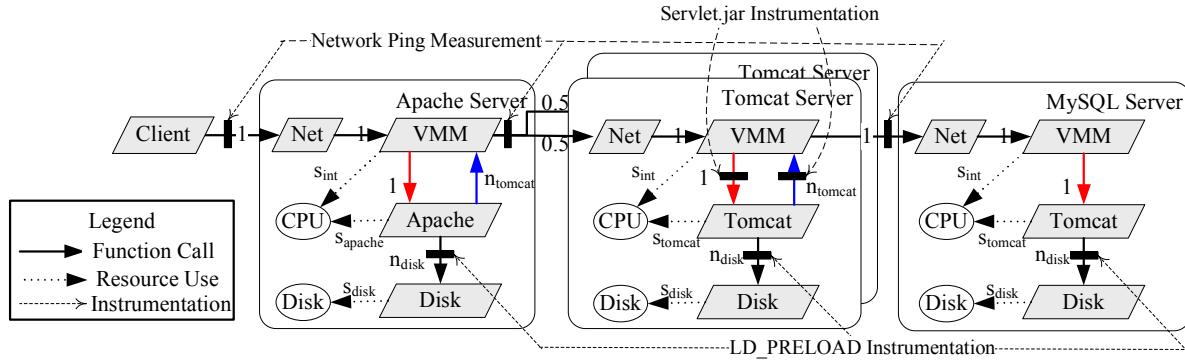 Servlet.jar Instrumentation
Network Ping Measurement
Tomcat Server
Apache Server
0.5
Tomcat Server
MySQL Server
Client
1
Net
1
VMM
0.5
Net
1
VMM
1
Net
1
VMM
s_int
1
n_tomcat
s_int
1
n_tomcat
s_int
1
Legend
Function Call
Resource Use
Instrumentation
CPU
Apache
s_apache
CPU
Tomcat
s_tomcat
CPU
Tomcat
s_tomcat
n_disk
n_disk
n_disk
Disk
s_disk
Disk
Disk
s_disk
Disk
Disk
s_disk
Disk
LD_PRELOAD Instrumentation